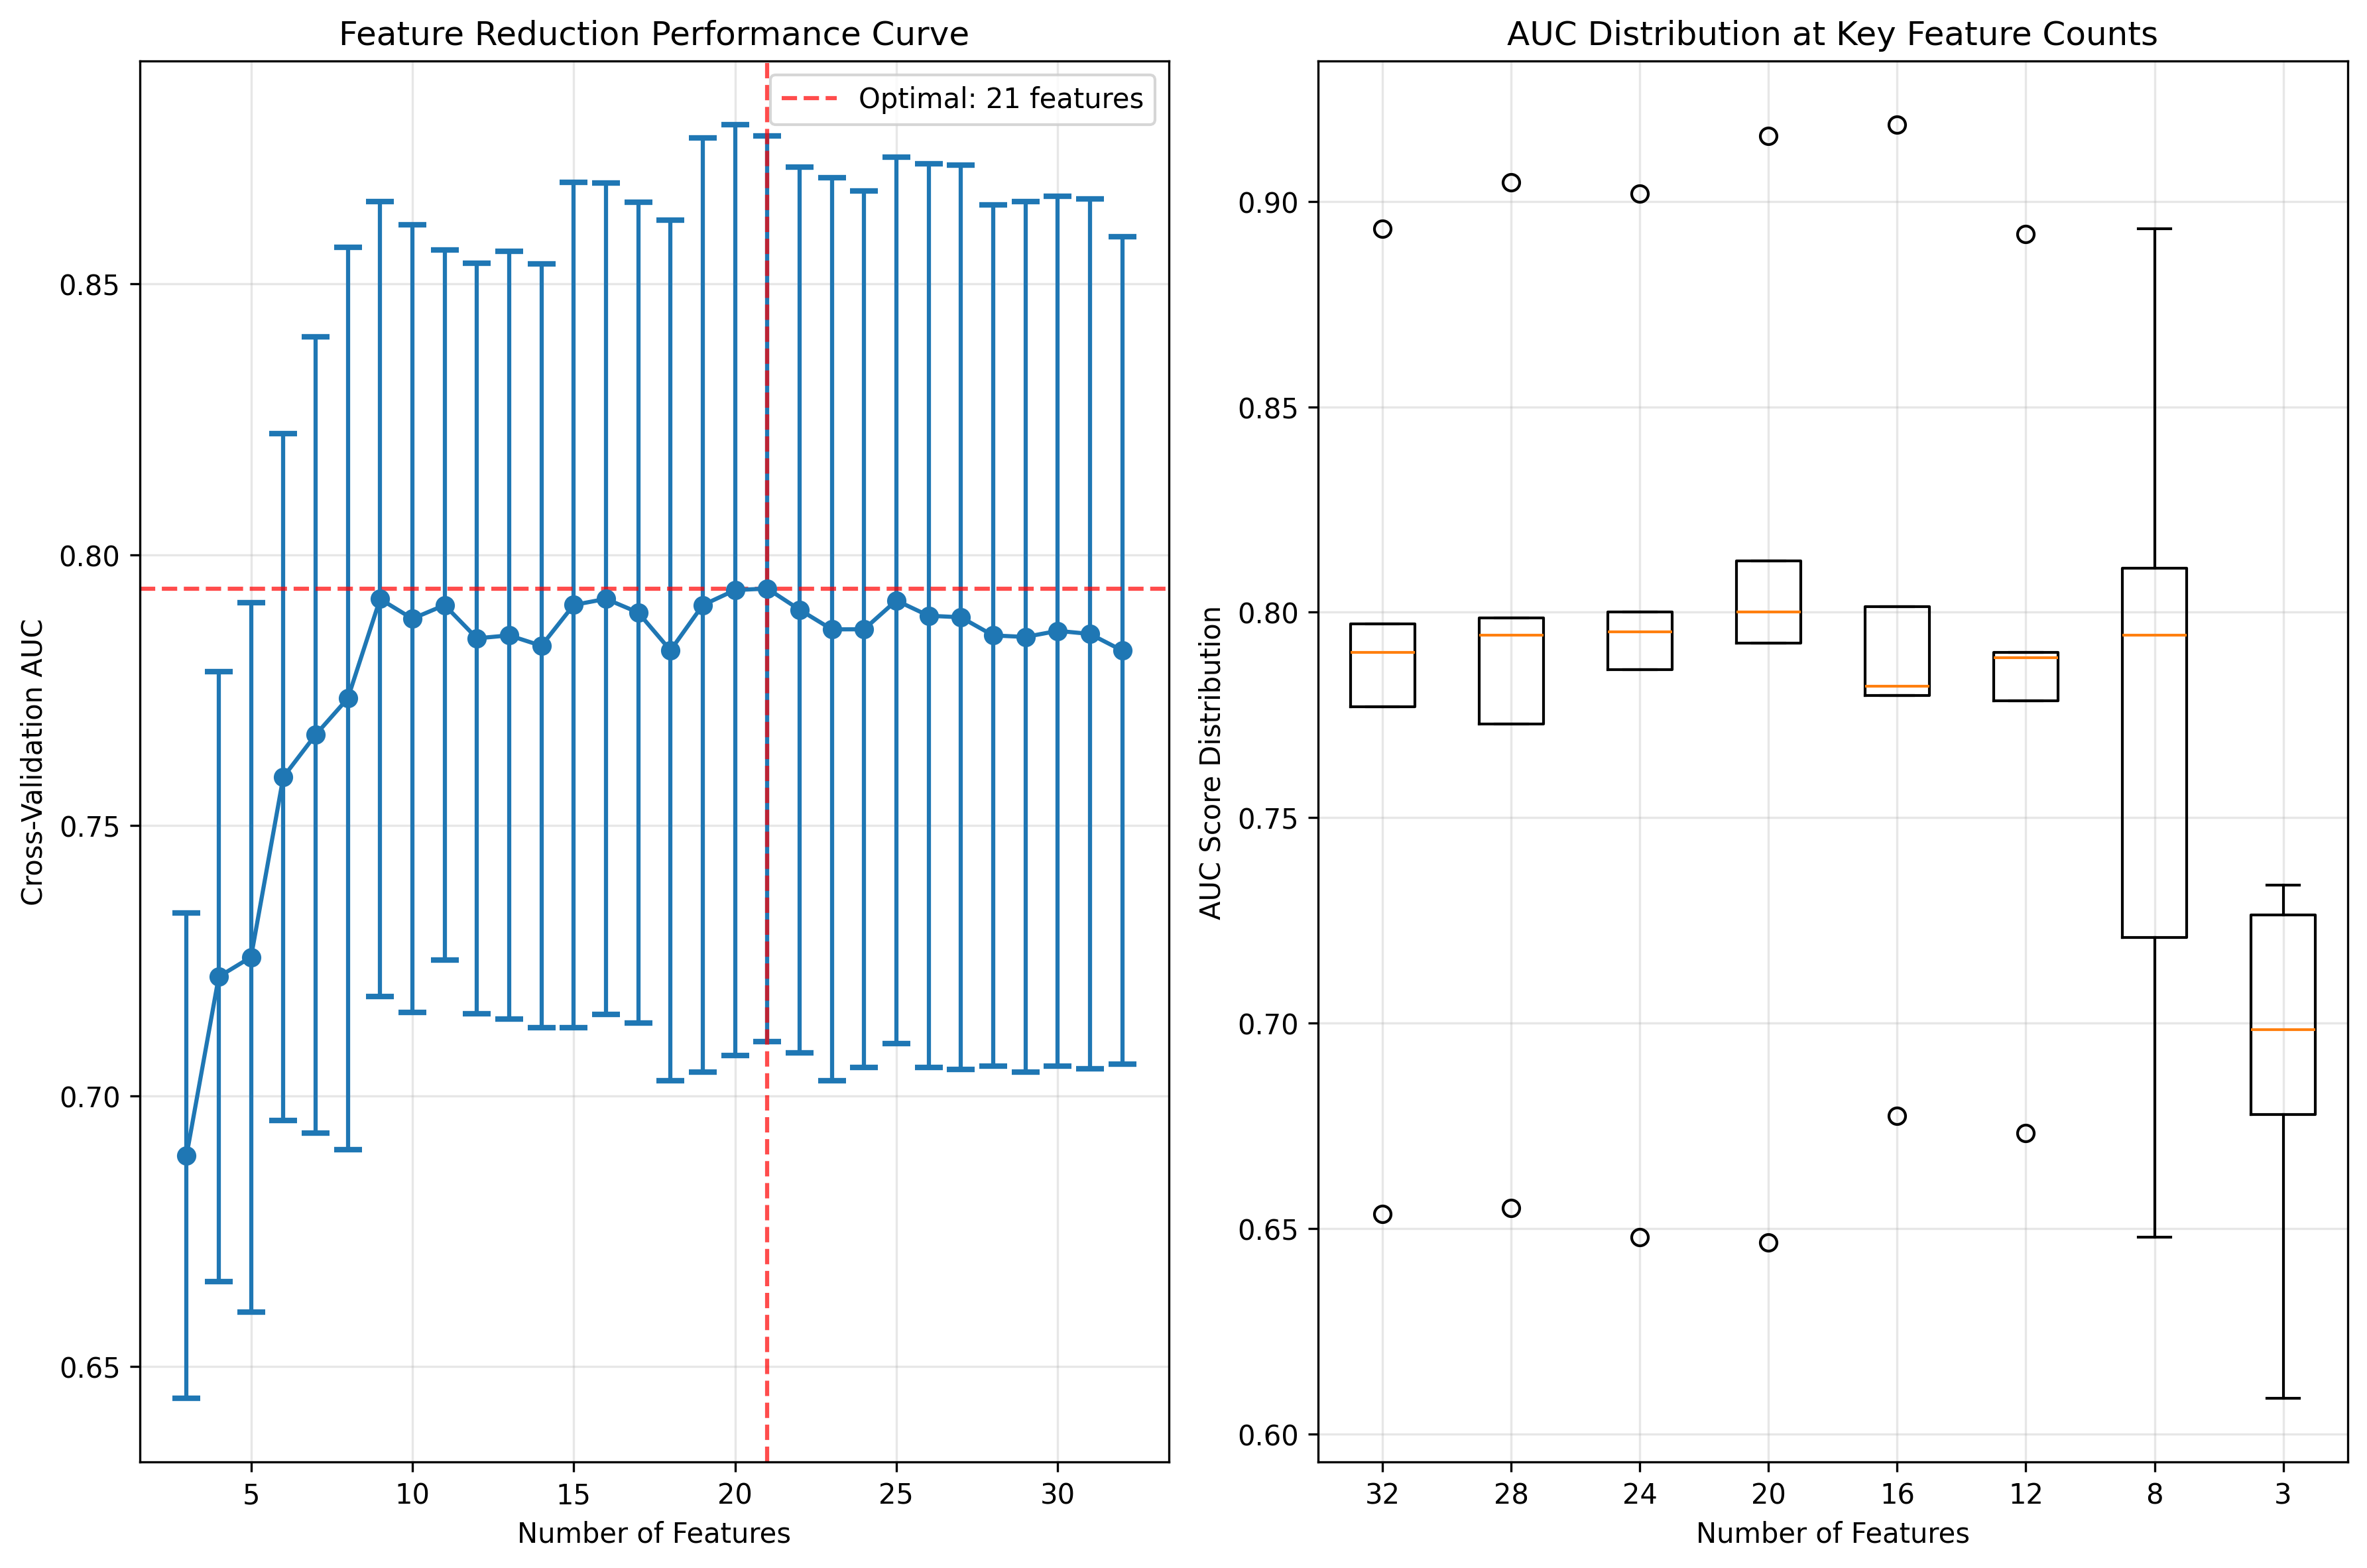 Feature Reduction Performance Curve
Optimal: 21 features
Cross-Validation AUC
0.85
0.80
0.75
0.70
0.65
5 10 15 20 25 30
Number of Features
AUC Distribution at Key Feature Counts
AUC Score Distribution
0.90
0.85
0.80
0.75
0.70
0.65
0.60
32 28 24 20 16 12 8 3
Number of Features